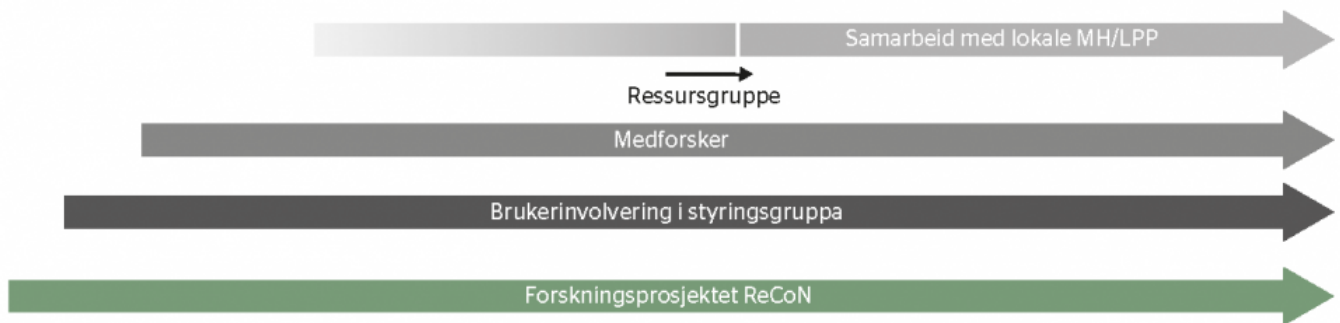 Samarbeid med lokale MH/LPP
Ressursgruppe
Medforsker
Brukerinvolvering i styringsgruppa
Forskningsprosjektet ReCoN